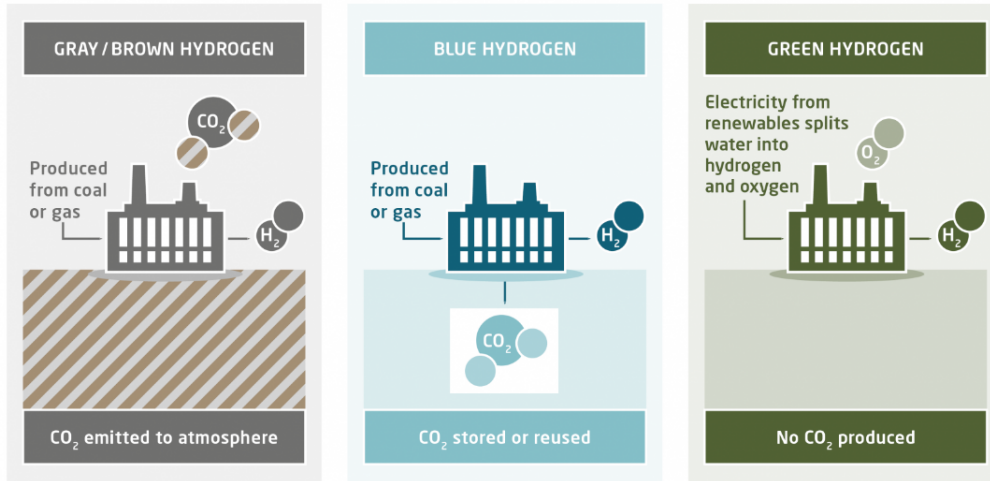 GRAY / BROWN HYDROGEN
CO₂
Produced
from coal
or gas
H₂
CO₂ emitted to atmosphere
BLUE HYDROGEN
Produced
from coal
or gas
H₂
CO₂
CO₂ stored or reused
GREEN HYDROGEN
Electricity from
renewables splits
water into
hydrogen
and oxygen
O₂
H₂
No CO₂ produced